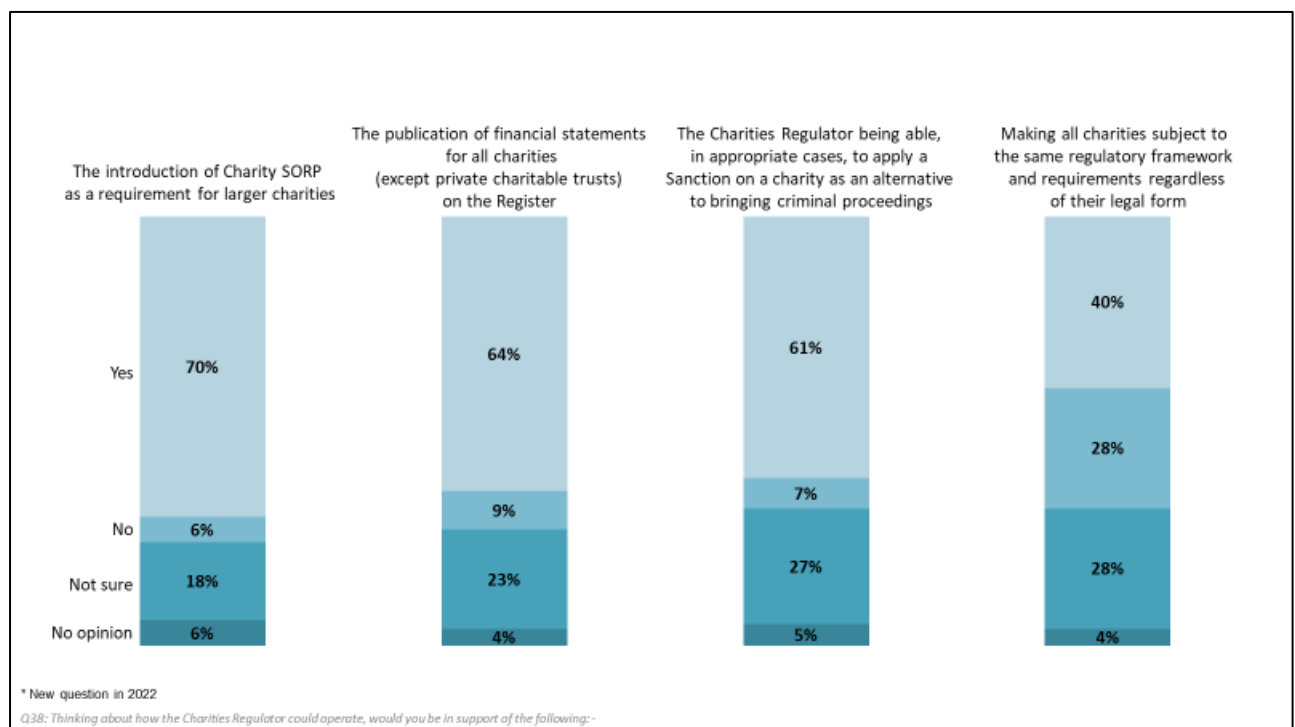 The introduction of Charity SORP
as a requirement for larger charities
The publication of financial statements
for all charities
(except private charitable trusts)
on the Register
The Charities Regulator being able,
in appropriate cases, to apply a
Sanction on a charity as an alternative
to bringing criminal proceedings
Making all charities subject to
the same regulatory framework
and requirements regardless
of their legal form
Yes
70%
64%
61%
40%
No
6%
9%
7%
28%
Not sure
18%
23%
27%
28%
No opinion
6%
4%
5%
4%
* New question in 2022
Q38: Thinking about how the Charities Regulator could operate, would you be in support of the following: -